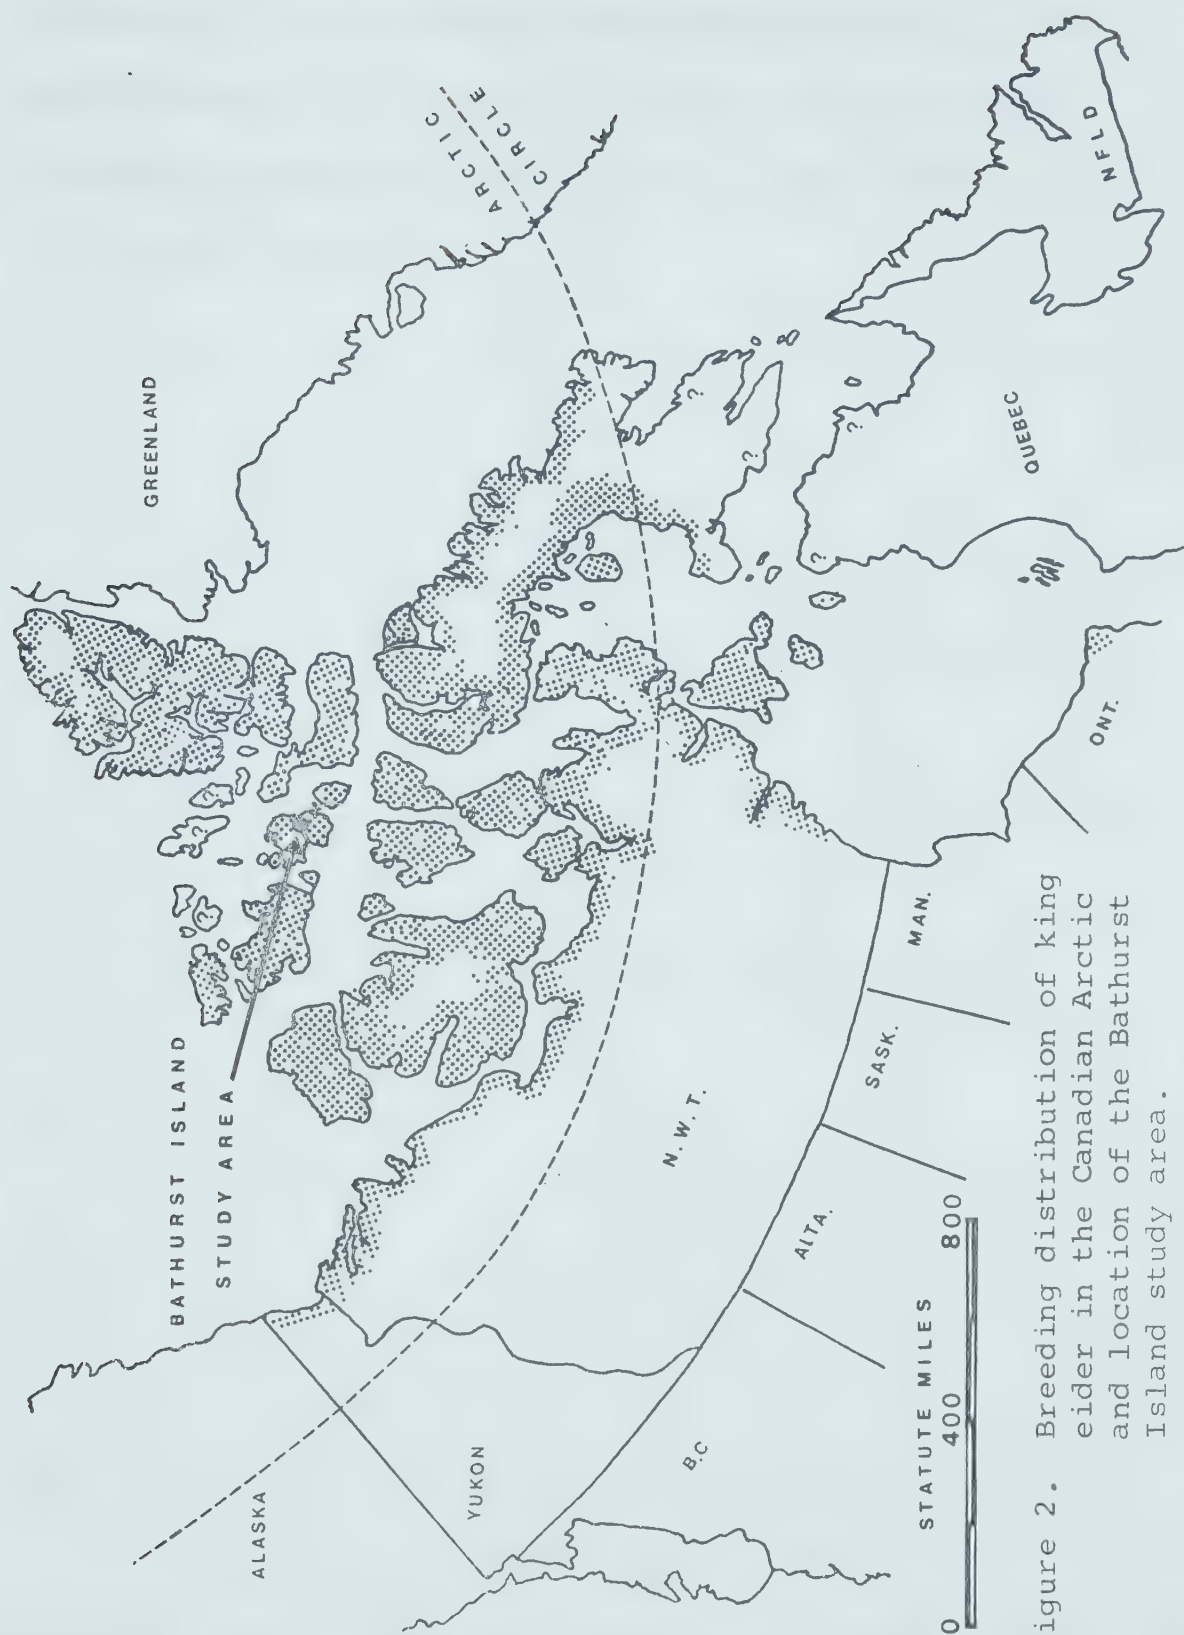 GREENLAND
ARCTIC
CIRCLE
BATHURST ISLAND
STUDY AREA
ALASKA
YUKON
N.W.T.
B.C
ALTA.
SASK.
MAN.
ONT.
QUEBEC
NFLD
?
?
?
?
STATUTE MILES
0 400 800
igure 2. Breeding distribution of king
eider in the Canadian Arctic
and location of the Bathurst
Island study area.